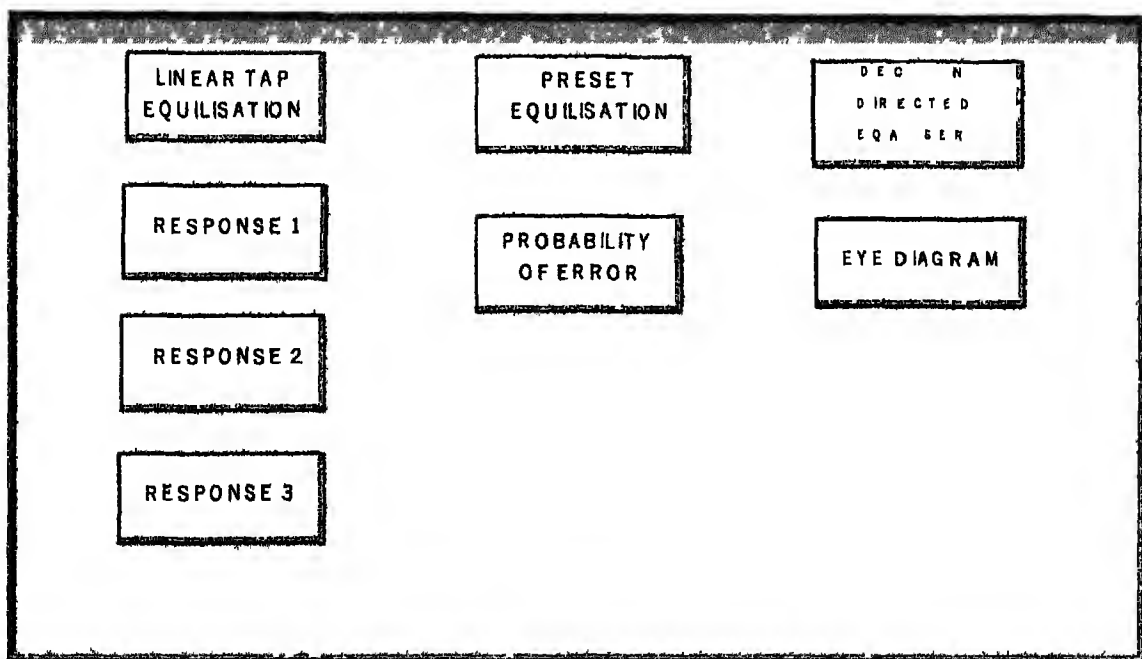 LINEAR TAP
EQUILISATION
RESPONSE 1
RESPONSE 2
RESPONSE 3
PRESET
EQUILISATION
PROBABILITY
OF ERROR
DIRECTED
EYE DIAGRAM